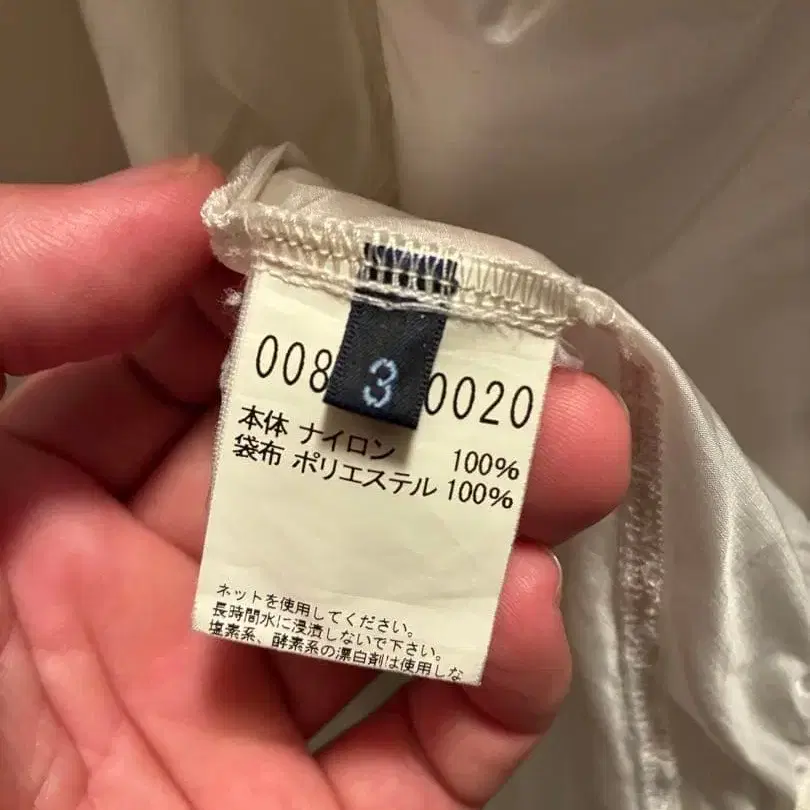 008
3
0020
本体 ナイロン 100%
袋布 ポリエステル 100%
ネットを使用してください。
長時間水に浸漬しないで下さい。
塩素系、酵素系の漂白剤は使用しな